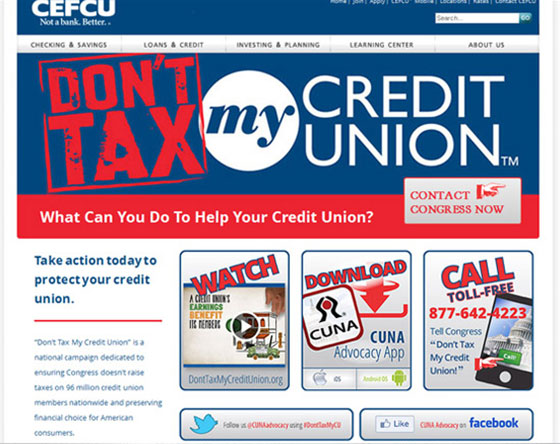 CEFCU
Not a bank. Better.
Home | Join | Apply | CEFCU Mobile | Locations | Rates | Contact CEFCU
Search... GO
CHECKING & SAVINGS LOANS & CREDIT INVESTING & PLANNING LEARNING CENTER ABOUT US
DON'T
TAX
my
CREDIT
UNION™
CONTACT
CONGRESS NOW
What Can You Do To Help Your Credit Union?
Take action today to
protect your credit
union.
"Don't Tax My Credit Union" is a
national campaign dedicated to
ensuring Congress doesn't raise
taxes on 96 million credit union
members nationwide and preserving
financial choice for American
consumers.
WATCH
A CREDIT UNION'S
EARNINGS
BENEFIT
ITS MEMBERS
DontTaxMyCreditUnion.org
DOWNLOAD
CUNA
CUNA
Advocacy App
iOS
Android OS
CALL
TOLL-FREE
877-642-4223
Tell Congress
"Don't Tax
My Credit
Union!"
Call!
Follow us @CUNAadvocacy using #DontTaxMyCU
Like CUNA Advocacy on facebook